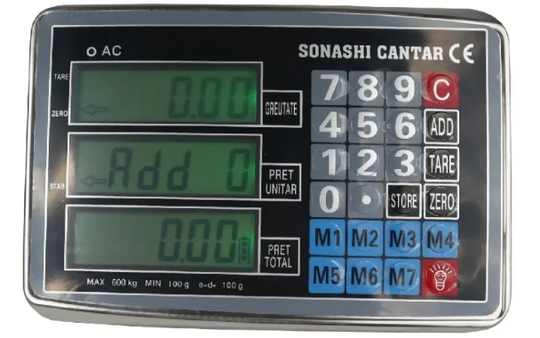 AC
SONASHI CANTAR CE
TARE
ZERO
0.00
GREUTATE
STAB
Add 0
PRET UNITAR
0.00
PRET TOTAL
MAX 600kg MIN 100g e=d= 100g
7 8 9 C
4 5 6 ADD
1 2 3 TARE
0 . STORE ZERO
M1 M2 M3 M4
M5 M6 M7